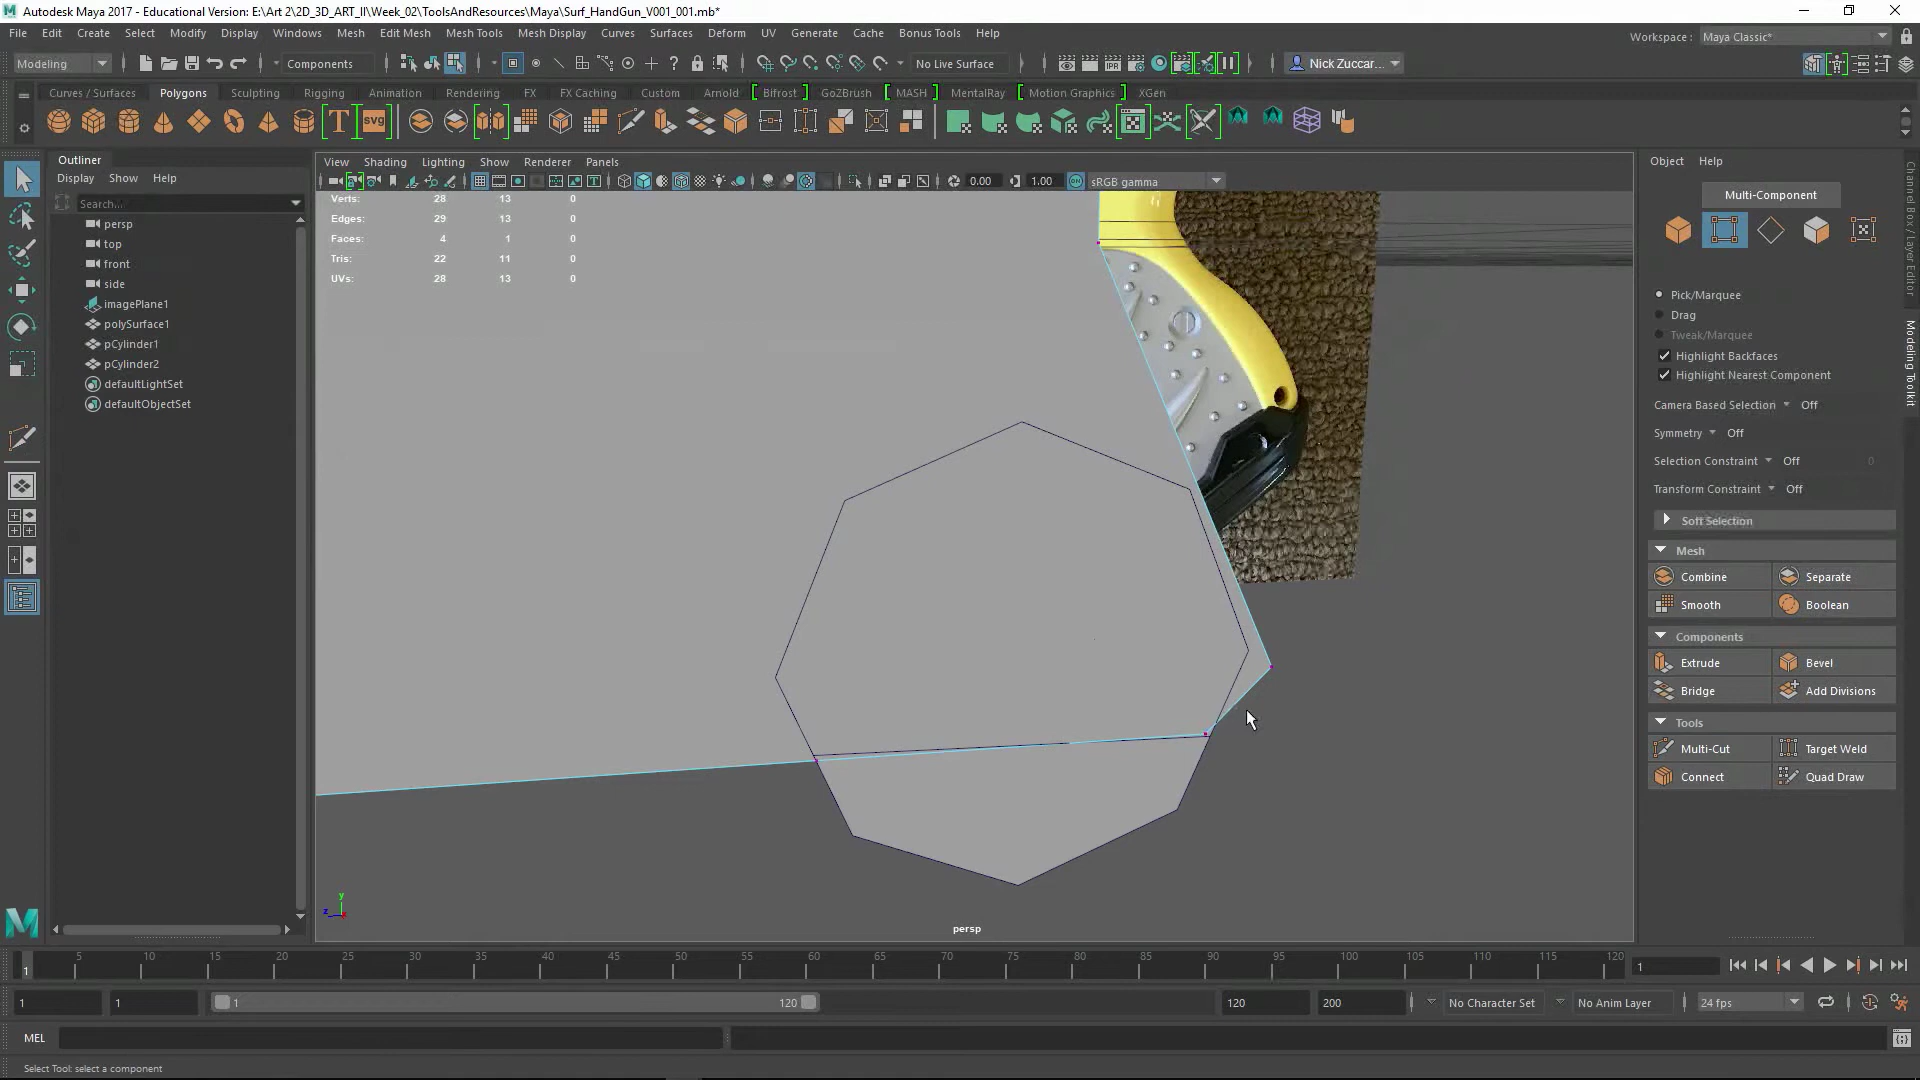 Autodesk Maya 2017 - Educational Version: E:\Art 2\2D_3D_ART_II\Week_02\ToolsAndResources\Maya\Surf_HandGun_V001_001.mb*
File Edit Create Select Modify Display Windows Mesh Edit Mesh Mesh Tools Mesh Display Curves Surfaces Deform UV Generate Cache Bonus Tools Help
Workspace : Maya Classic*
Modeling Components No Live Surface Nick Zuccar...
Curves / Surfaces Polygons Sculpting Rigging Animation Rendering FX FX Caching Custom Arnold Bifrost GoZBrush MASH MentalRay Motion Graphics XGen
T svg
Outliner
Display Show Help
Search...
persp
top
front
side
imagePlane1
polySurface1
pCylinder1
pCylinder2
defaultLightSet
defaultObjectSet
View Shading Lighting Show Renderer Panels
0.00 1.00 sRGB gamma
Verts: 28 13 0
Edges: 29 13 0
Faces: 4 1 0
Tris: 22 11 0
UVs: 28 13 0
y
z
persp
Object Help
Multi-Component
Pick/Marquee
Drag
Tweak/Marquee
Highlight Backfaces
Highlight Nearest Component
Camera Based Selection Off
Symmetry Off
Selection Constraint Off 0
Transform Constraint Off
Soft Selection
Mesh
Combine Separate
Smooth Boolean
Components
Extrude Bevel
Bridge Add Divisions
Tools
Multi-Cut Target Weld
Connect Quad Draw
Channel Box / Layer Editor
Modeling Toolkit
1 5 10 15 20 25 30 35 40 45 50 55 60 65 70 75 80 85 90 95 100 105 110 115 120 1
1 1 1 120 120 200 No Character Set No Anim Layer 24 fps
MEL
Select Tool: select a component